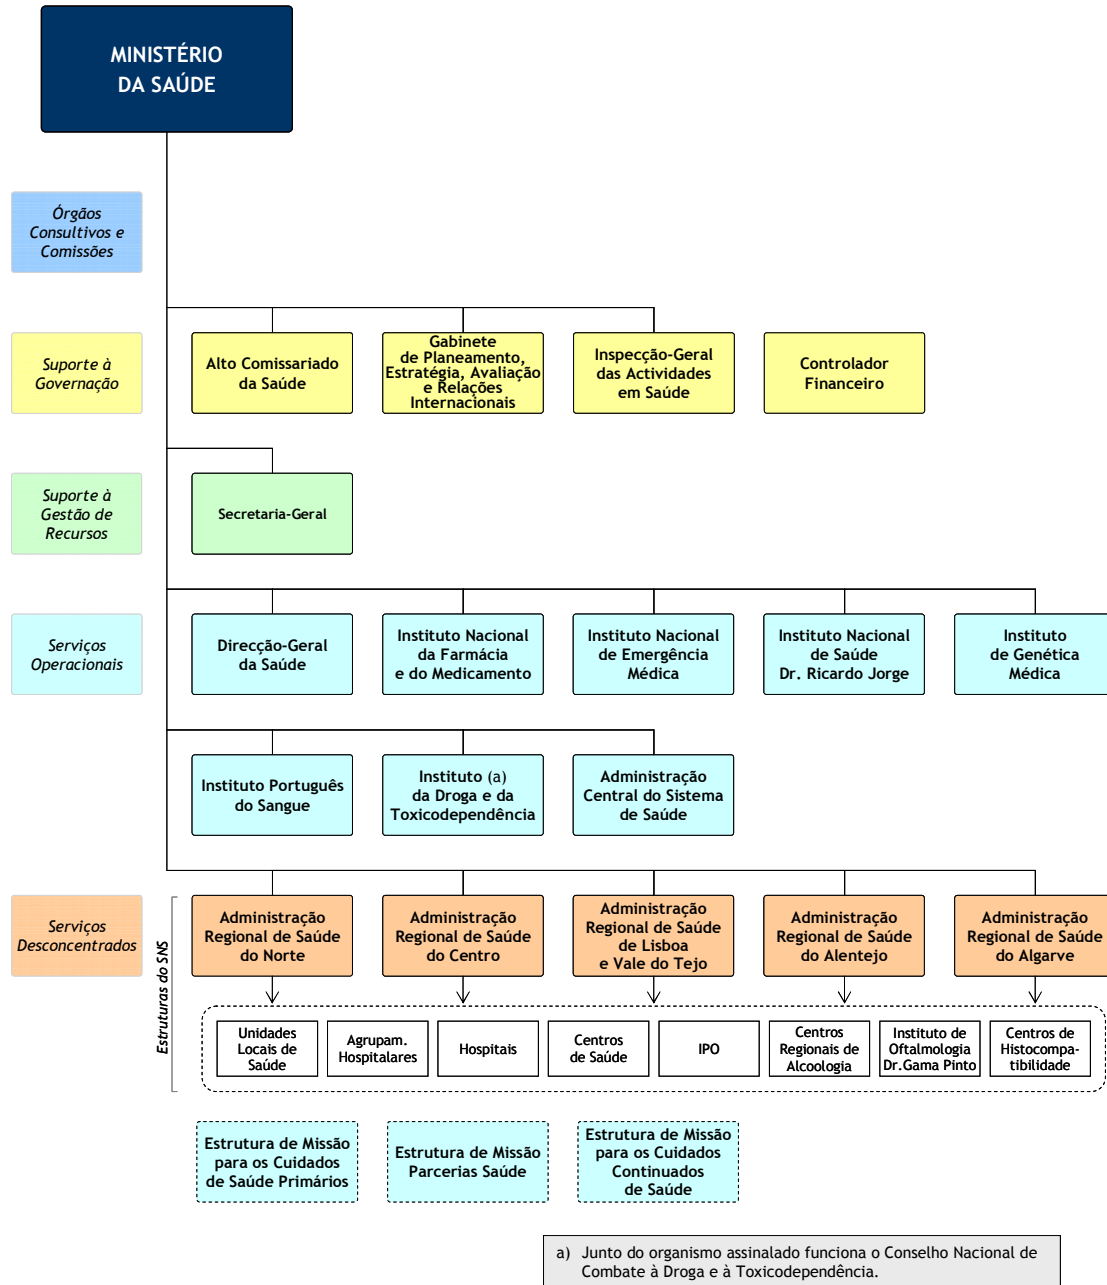 MINISTÉRIO
DA SAÚDE
Órgãos
Consultivos e
Comissões
Suporte à
Governação
Alto Comissariado
da Saúde
Gabinete
de Planeamento,
Estratégia, Avaliação
e Relações
Internacionais
Inspecção-Geral
das Actividades
em Saúde
Controlador
Financeiro
Suporte à
Gestão de
Recursos
Secretaria-Geral
Serviços
Operacionais
Direcção-Geral
da Saúde
Instituto Nacional
da Farmácia
e do Medicamento
Instituto Nacional
de Emergência
Médica
Instituto Nacional
de Saúde
Dr. Ricardo Jorge
Instituto
de Genética
Médica
Instituto Português
do Sangue
Instituto (a)
da Droga e da
Toxicodependência
Administração
Central do Sistema
de Saúde
Serviços
Desconcentrados
Estruturas do SNS
Administração
Regional de Saúde
do Norte
Administração
Regional de Saúde
do Centro
Administração
Regional de Saúde
de Lisboa
e Vale do Tejo
Administração
Regional de Saúde
do Alentejo
Administração
Regional de Saúde
do Algarve
Unidades
Locais de
Saúde
Agrupam.
Hospitalares
Hospitais
Centros
de Saúde
IPO
Centros
Regionais de
Alcoologia
Instituto de
Oftalmologia
Dr.Gama Pinto
Centros de
Histocompa-
tibilidade
Estrutura de Missão
para os Cuidados
de Saúde Primários
Estrutura de Missão
Parcerias Saúde
Estrutura de Missão
para os Cuidados
Continuados
de Saúde
a) Junto do organismo assinalado funciona o Conselho Nacional de
Combate à Droga e à Toxicodependência.